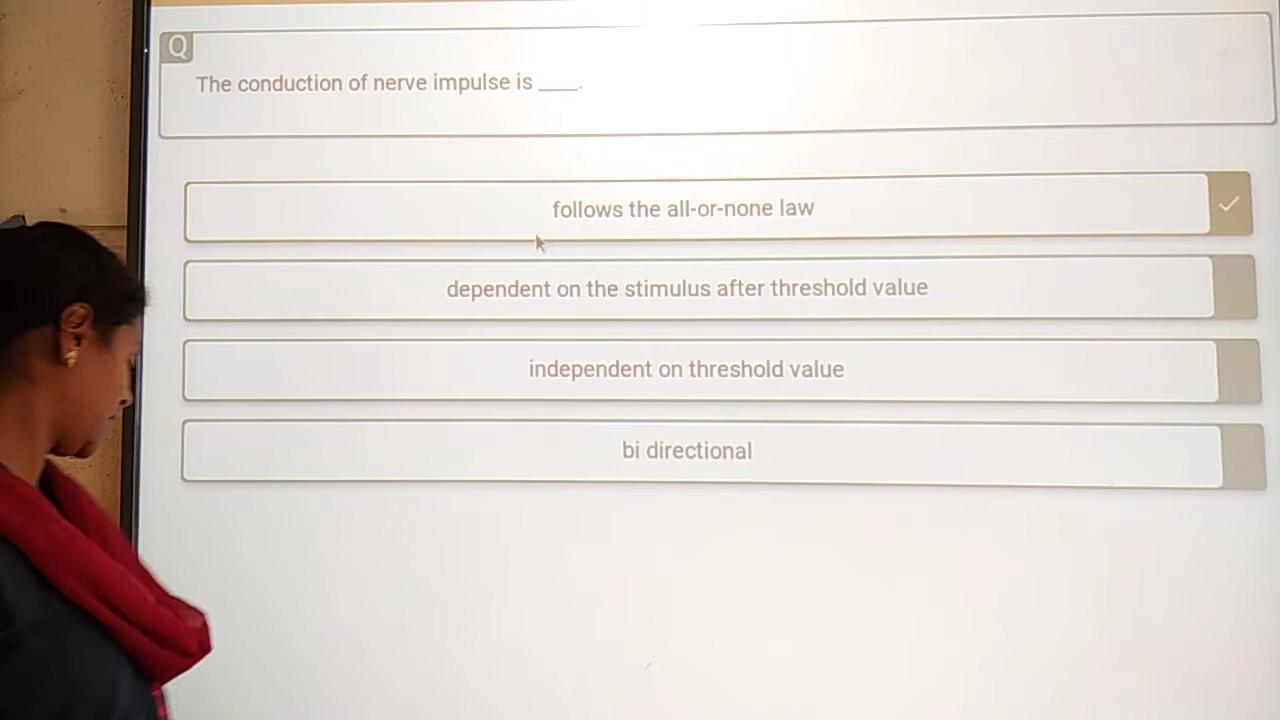 Q
The conduction of nerve impulse is ____.
follows the all-or-none law
dependent on the stimulus after threshold value
independent on threshold value
bi directional